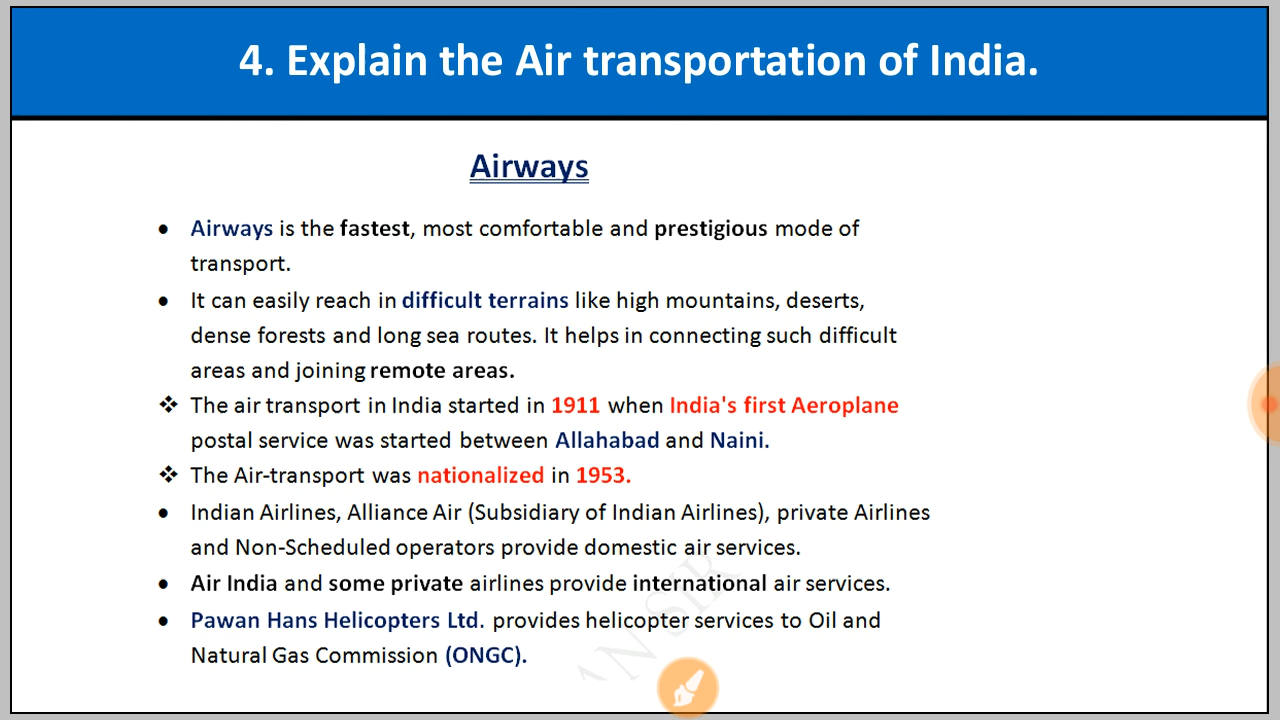 4. Explain the Air transportation of India.
Airways
• Airways is the fastest, most comfortable and prestigious mode of
transport.
• It can easily reach in difficult terrains like high mountains, deserts,
dense forests and long sea routes. It helps in connecting such difficult
areas and joining remote areas.
❖ The air transport in India started in 1911 when India's first Aeroplane
postal service was started between Allahabad and Naini.
❖ The Air-transport was nationalized in 1953.
• Indian Airlines, Alliance Air (Subsidiary of Indian Airlines), private Airlines
and Non-Scheduled operators provide domestic air services.
• Air India and some private airlines provide international air services.
• Pawan Hans Helicopters Ltd. provides helicopter services to Oil and
Natural Gas Commission (ONGC).